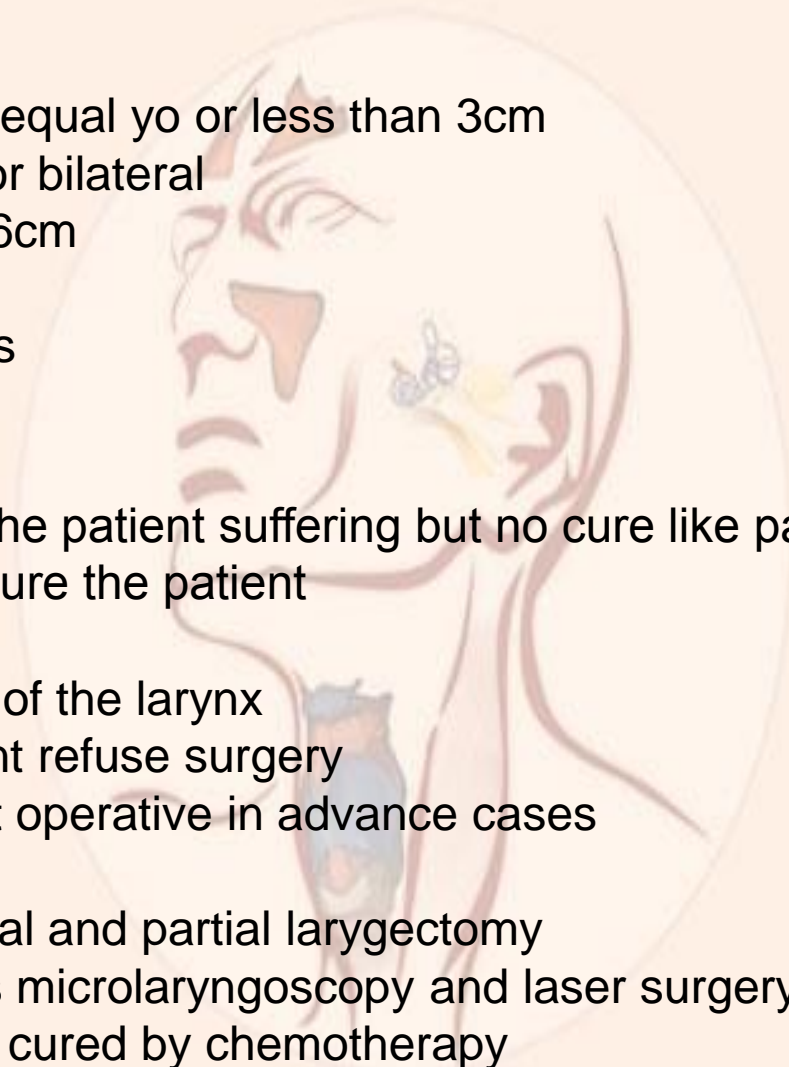 equal yo or less than 3cm
or bilateral
6cm
s
he patient suffering but no cure like pa
ure the patient
of the larynx
nt refuse surgery
t operative in advance cases
al and partial larygectomy
s microlaryngoscopy and laser surgery
cured by chemotherapy